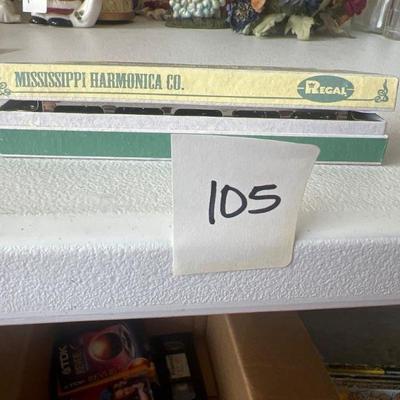 MISSISSIPPI HARMONICA CO.
REGAL
105
TDK